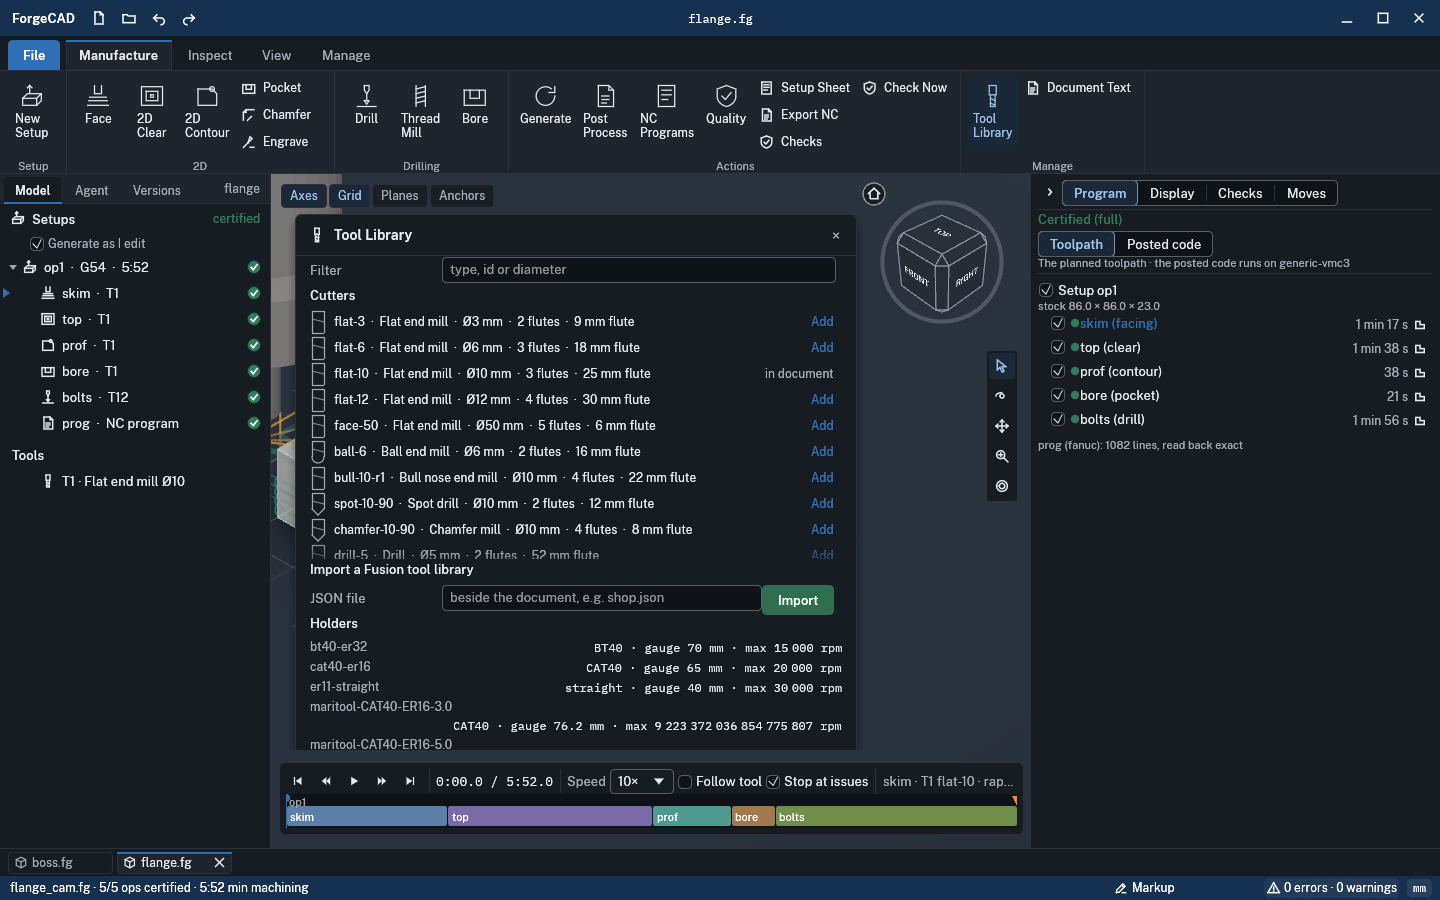 ForgeCAD
flange.fg
File
Manufacture
Inspect
View
Manage
New Setup
Face
2D Clear
2D Contour
Pocket
Chamfer
Engrave
Drill
Thread Mill
Bore
Generate
Post Process
NC Programs
Quality
Setup Sheet
Export NC
Checks
Check Now
Tool Library
Document Text
Setup
2D
Drilling
Actions
Manage
Model
Agent
Versions
flange
Setups
certified
Generate as I edit
op1 · G54 · 5:52
skim · T1
top · T1
prof · T1
bore · T1
bolts · T12
prog · NC program
Tools
T1 · Flat end mill Ø10
Axes
Grid
Planes
Anchors
Tool Library
×
Filter
type, id or diameter
Cutters
flat-3 · Flat end mill · Ø3 mm · 2 flutes · 9 mm flute Add
flat-6 · Flat end mill · Ø6 mm · 3 flutes · 18 mm flute Add
flat-10 · Flat end mill · Ø10 mm · 3 flutes · 25 mm flute in document
flat-12 · Flat end mill · Ø12 mm · 4 flutes · 30 mm flute Add
face-50 · Flat end mill · Ø50 mm · 5 flutes · 6 mm flute Add
ball-6 · Ball end mill · Ø6 mm · 2 flutes · 16 mm flute Add
bull-10-r1 · Bull nose end mill · Ø10 mm · 4 flutes · 22 mm flute Add
spot-10-90 · Spot drill · Ø10 mm · 2 flutes · 12 mm flute Add
chamfer-10-90 · Chamfer mill · Ø10 mm · 4 flutes · 8 mm flute Add
drill-5 · Drill · Ø5 mm · 2 flutes · 52 mm flute Add
Import a Fusion tool library
JSON file
beside the document, e.g. shop.json
Import
Holders
bt40-er32 BT40 · gauge 70 mm · max 15 000 rpm
cat40-er16 CAT40 · gauge 65 mm · max 20 000 rpm
er11-straight straight · gauge 40 mm · max 30 000 rpm
maritool-CAT40-ER16-3.0
CAT40 · gauge 76.2 mm · max 9 223 372 036 854 775 807 rpm
maritool-CAT40-ER16-5.0
TOP
FRONT
RIGHT
0:00.0 / 5:52.0
Speed
10×
Follow tool
Stop at issues
skim · T1 flat-10 · rap...
op1
skim
top
prof
bore
bolts
Program
Display
Checks
Moves
Certified (full)
Toolpath
Posted code
The planned toolpath · the posted code runs on generic-vmc3
Setup op1
stock 86.0 × 86.0 × 23.0
skim (facing) 1 min 17 s
top (clear) 1 min 38 s
prof (contour) 38 s
bore (pocket) 21 s
bolts (drill) 1 min 56 s
prog (fanuc): 1082 lines, read back exact
boss.fg
flange.fg
flange_cam.fg · 5/5 ops certified · 5:52 min machining
Markup
0 errors · 0 warnings
mm